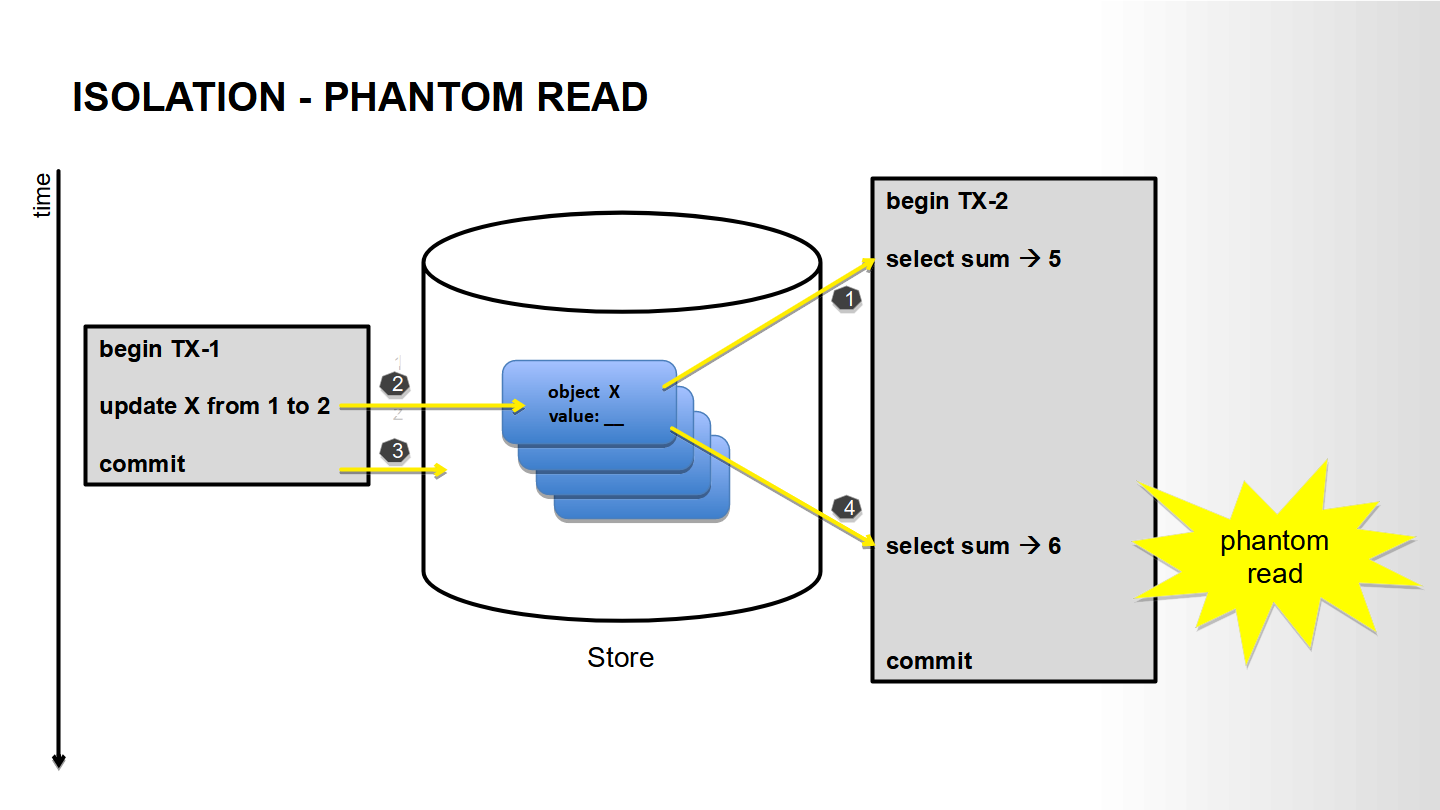 ISOLATION - PHANTOM READ
time
begin TX-1
update X from 1 to 2
commit
1
2
2
3
object X
value: __
Store
1
4
begin TX-2
select sum → 5
select sum → 6
commit
phantom
read